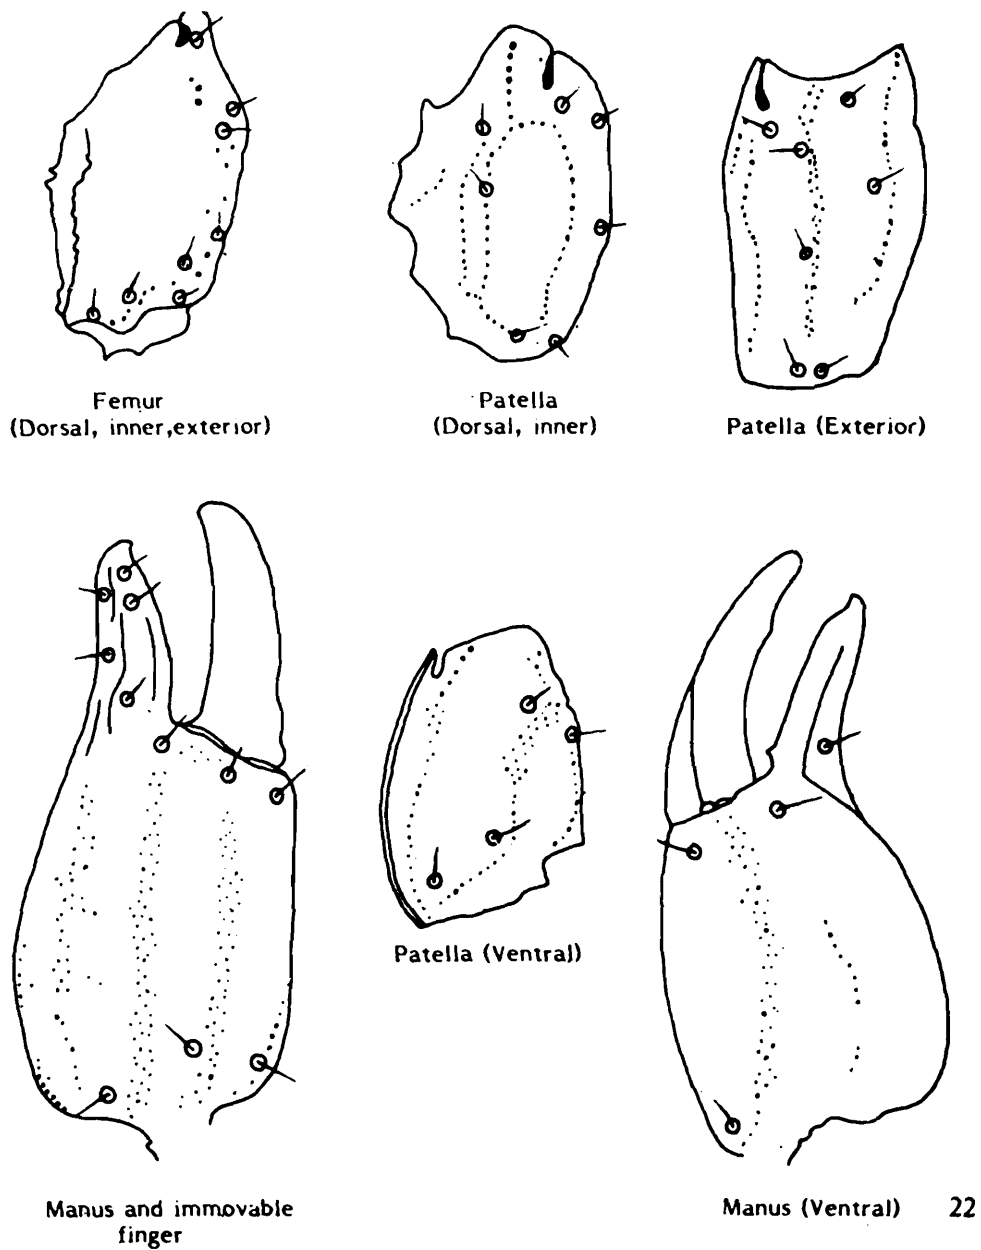 Femur
(Dorsal, inner,exterior)
Patella
(Dorsal, inner)
Patella (Exterior)
Patella (Ventral)
Manus and immovable
finger
Manus (Ventral)
22